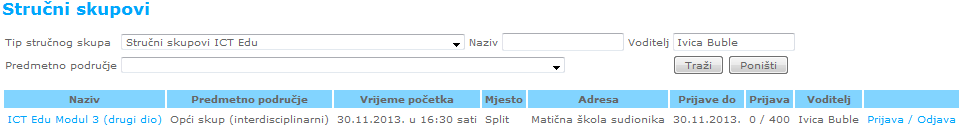 Stručni skupovi
Tip stručnog skupa Stručni skupovi ICT Edu Naziv Voditelj Ivica Buble
Predmetno područje Traži Poništi
Naziv Predmetno područje Vrijeme početka Mjesto Adresa Prijave do Prijava Voditelj
ICT Edu Modul 3 (drugi dio) Opći skup (interdisciplinarni) 30.11.2013. u 16:30 sati Split Matična škola sudionika 30.11.2013. 0 / 400 Ivica Buble Prijava / Odjava